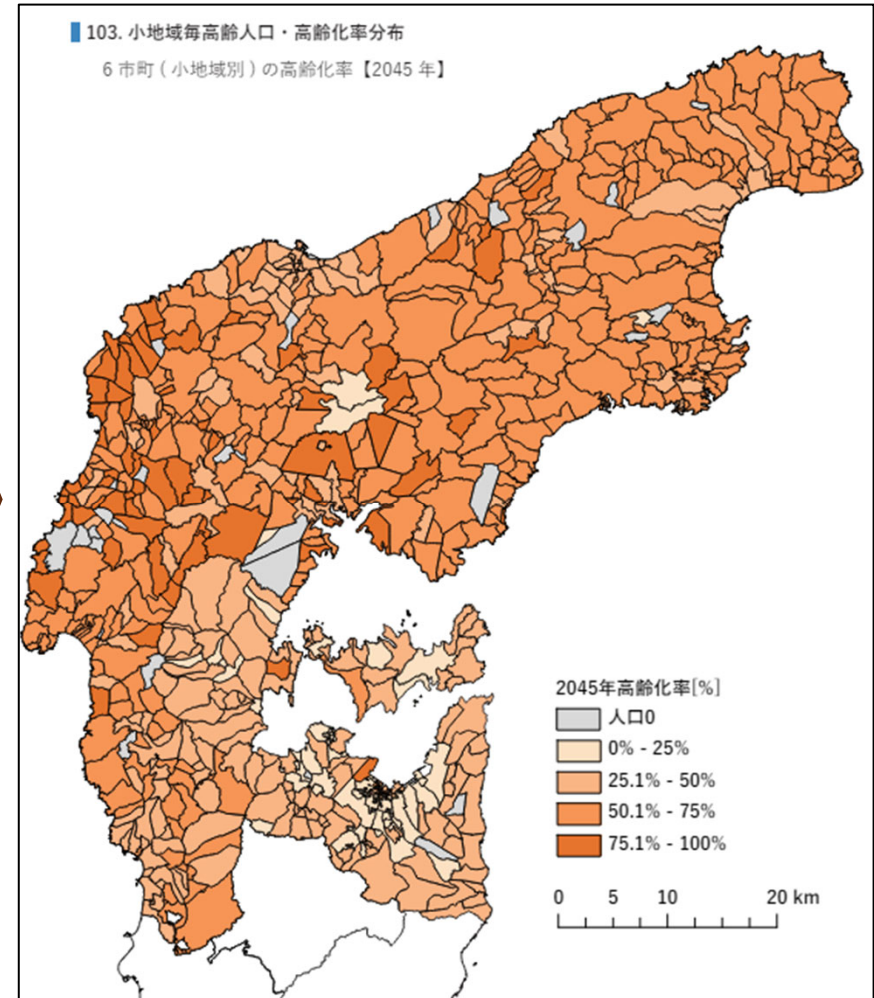 103. 小地域毎高齢人口・高齢化率分布
6 市町 ( 小地域別 ) の高齢化率【2045 年】
2045年高齢化率[%]
人口0
0% - 25%
25.1% - 50%
50.1% - 75%
75.1% - 100%
0 5 10 20 km